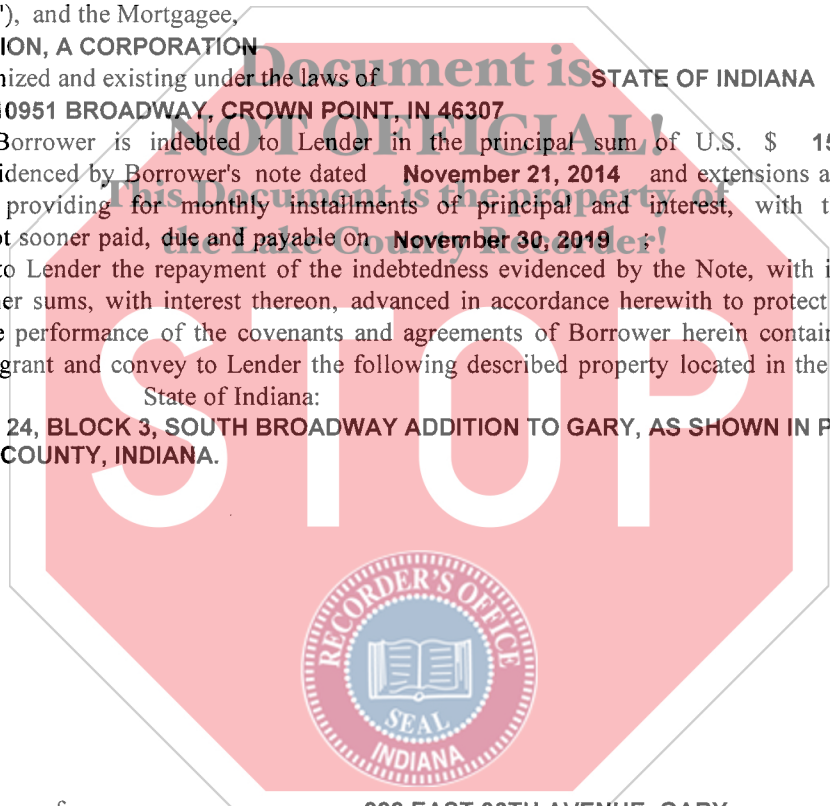 "), and the Mortgagee,
ION, A CORPORATION
nized and existing under the laws of STATE OF INDIANA
0951 BROADWAY, CROWN POINT, IN 46307
Borrower is indebted to Lender in the principal sum of U.S. $ 15
idenced by Borrower's note dated November 21, 2014 and extensions a
providing for monthly installments of principal and interest, with t
t sooner paid, due and payable on November 30, 2019 ;
to Lender the repayment of the indebtedness evidenced by the Note, with i
er sums, with interest thereon, advanced in accordance herewith to protect
e performance of the covenants and agreements of Borrower herein contain
grant and convey to Lender the following described property located in the
State of Indiana:
24, BLOCK 3, SOUTH BROADWAY ADDITION TO GARY, AS SHOWN IN P
COUNTY, INDIANA.
Document is
NOT OFFICIAL!
This Document is the property of
the Lake County Recorder!
STOP
RECORDER'S OFFICE
SEAL
INDIANA